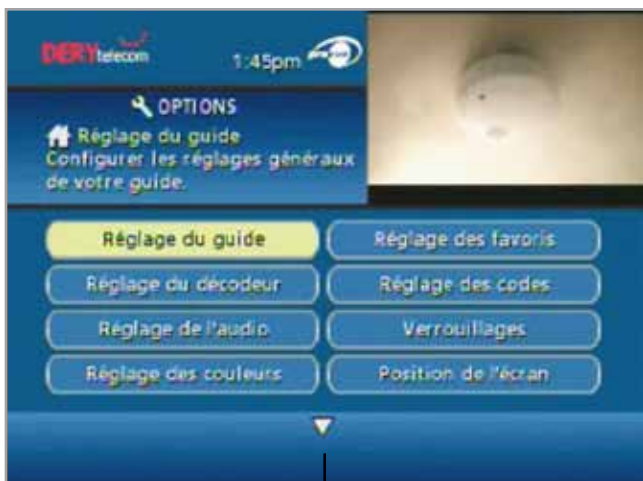 DERYtelecom
1:45pm
OPTIONS
Réglage du guide
Configurer les réglages généraux
de votre guide.
Réglage du guide
Réglage des favoris
Réglage du décodeur
Réglage des codes
Réglage de l'audio
Verrouillages
Réglage des couleurs
Position de l'écran